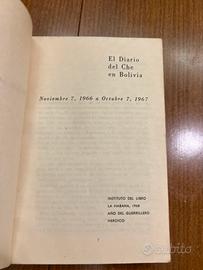 El Diario
del Che
en Bolivia
Noviembre 7, 1966 a Octubre 7, 1967
INSTITUTO DEL LIBRO
LA HABANA, 1968
AÑO DEL GUERRILLERO
HEROICO
subito